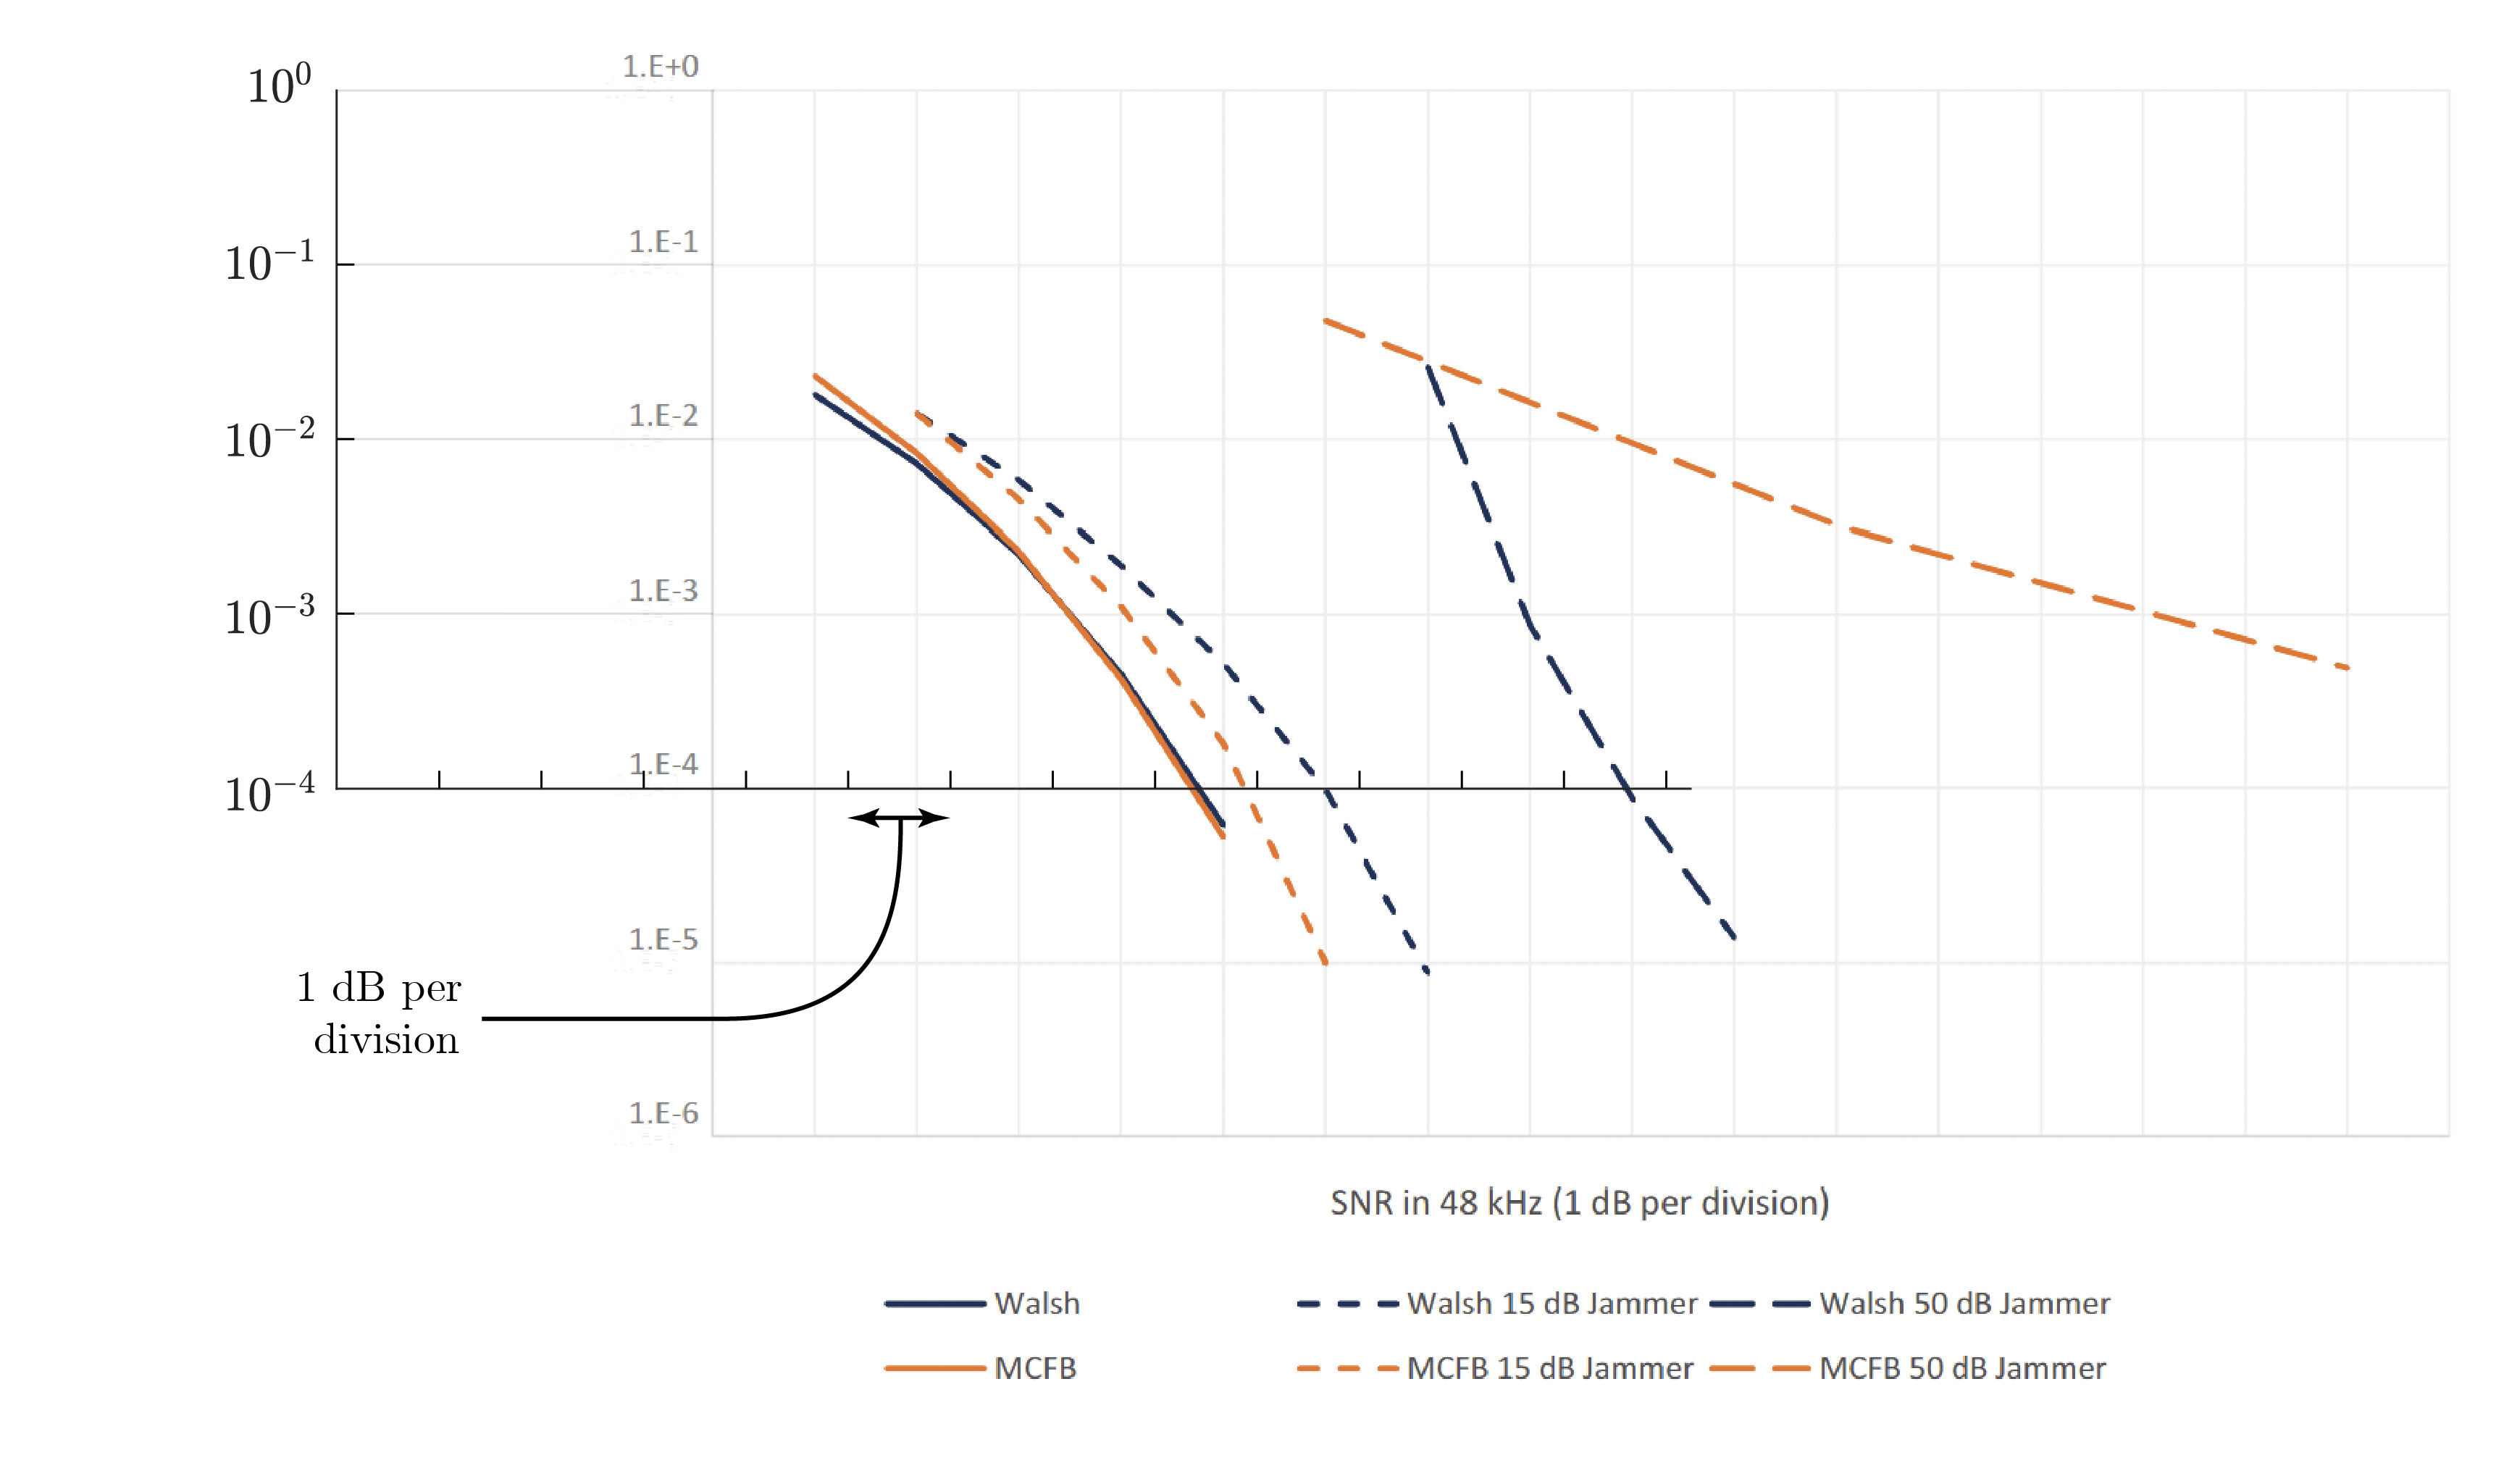 10⁰
1.E+0
10⁻¹
1.E-1
10⁻²
1.E-2
10⁻³
1.E-3
10⁻⁴
1.E-4
1.E-5
1 dB per
division
1.E-6
SNR in 48 kHz (1 dB per division)
Walsh
Walsh 15 dB Jammer
Walsh 50 dB Jammer
MCFB
MCFB 15 dB Jammer
MCFB 50 dB Jammer